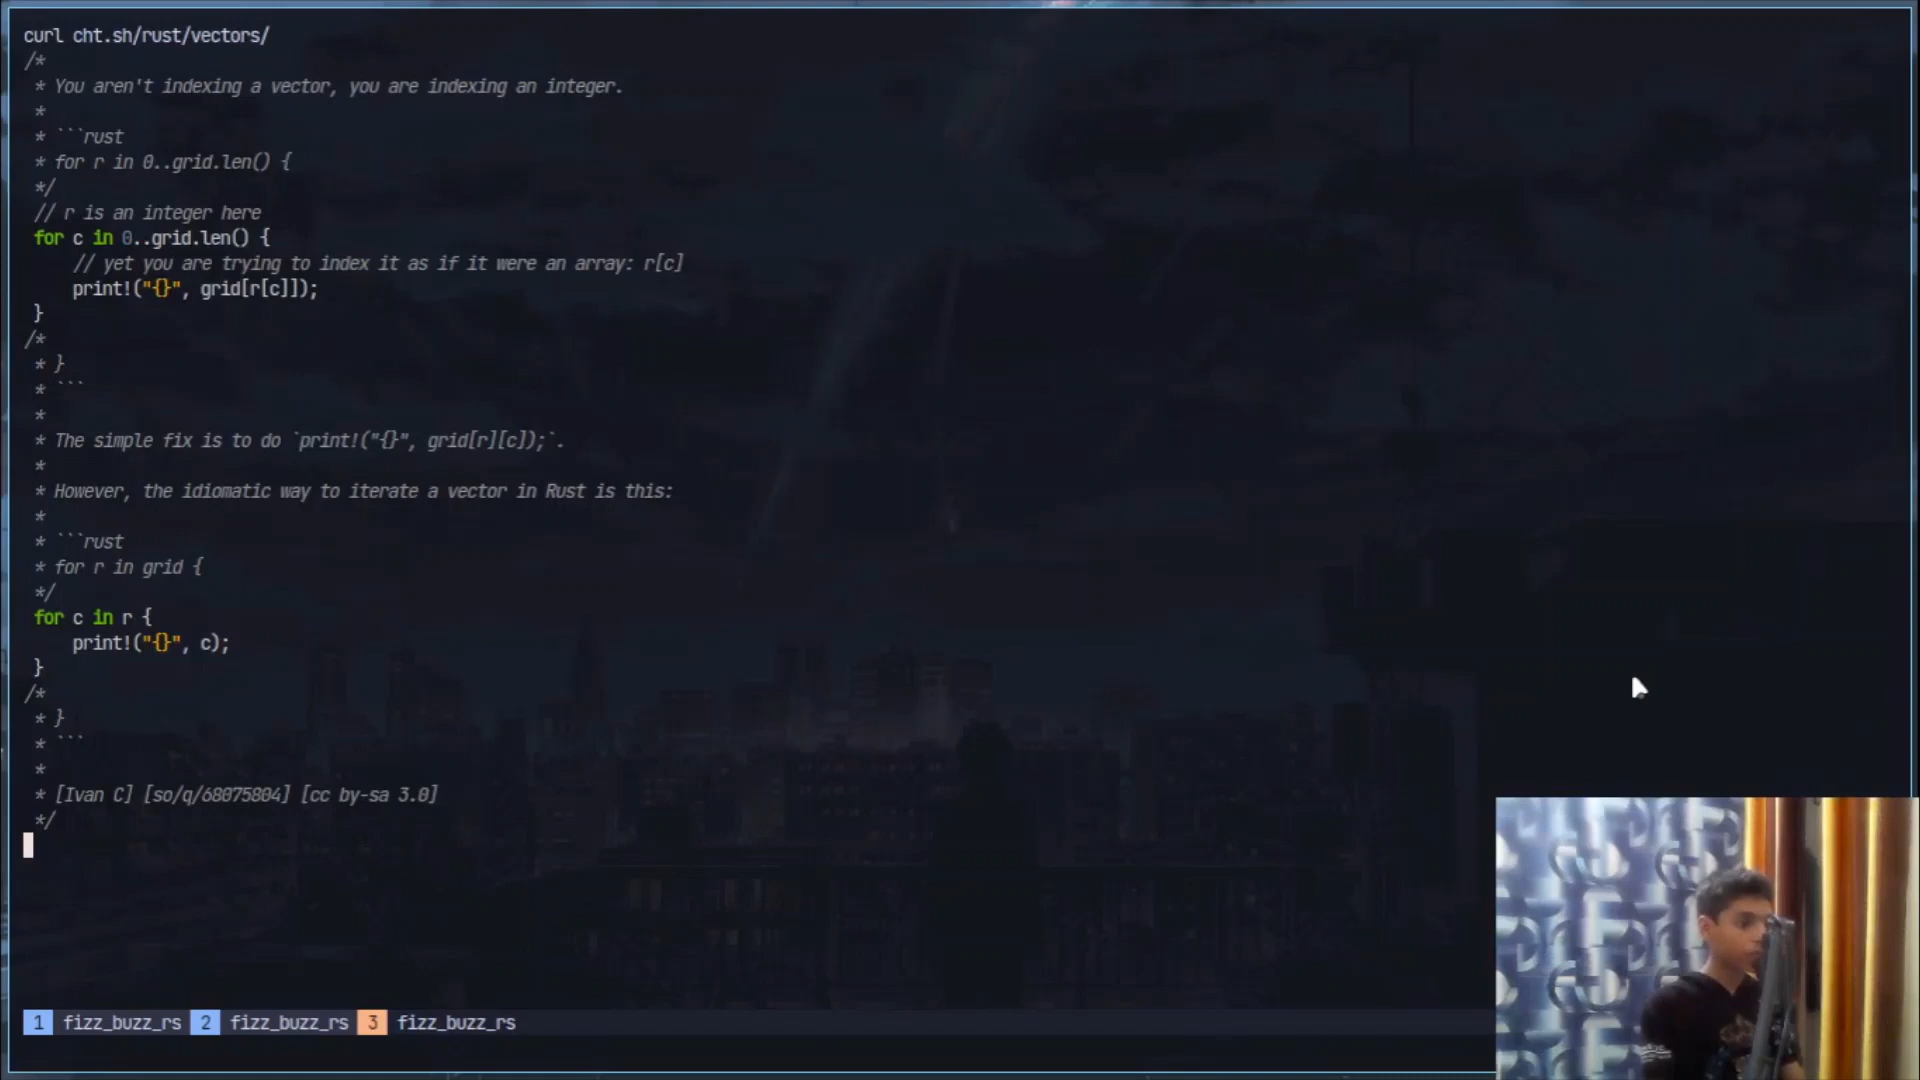 curl cht.sh/rust/vectors/
/*
 * You aren't indexing a vector, you are indexing an integer.
 *
 * ```rust
 * for r in 0..grid.len() {
 */
 // r is an integer here
 for c in 0..grid.len() {
     // yet you are trying to index it as if it were an array: r[c]
     print!("{}", grid[r[c]]);
 }
/*
 * }
 * ```
 *
 * The simple fix is to do `print!("{}", grid[r][c]);`.
 *
 * However, the idiomatic way to iterate a vector in Rust is this:
 *
 * ```rust
 * for r in grid {
 */
 for c in r {
     print!("{}", c);
 }
/*
 * }
 * ```
 *
 * [Ivan C] [so/q/68075804] [cc by-sa 3.0]
 */
1 fizz_buzz_rs 2 fizz_buzz_rs 3 fizz_buzz_rs